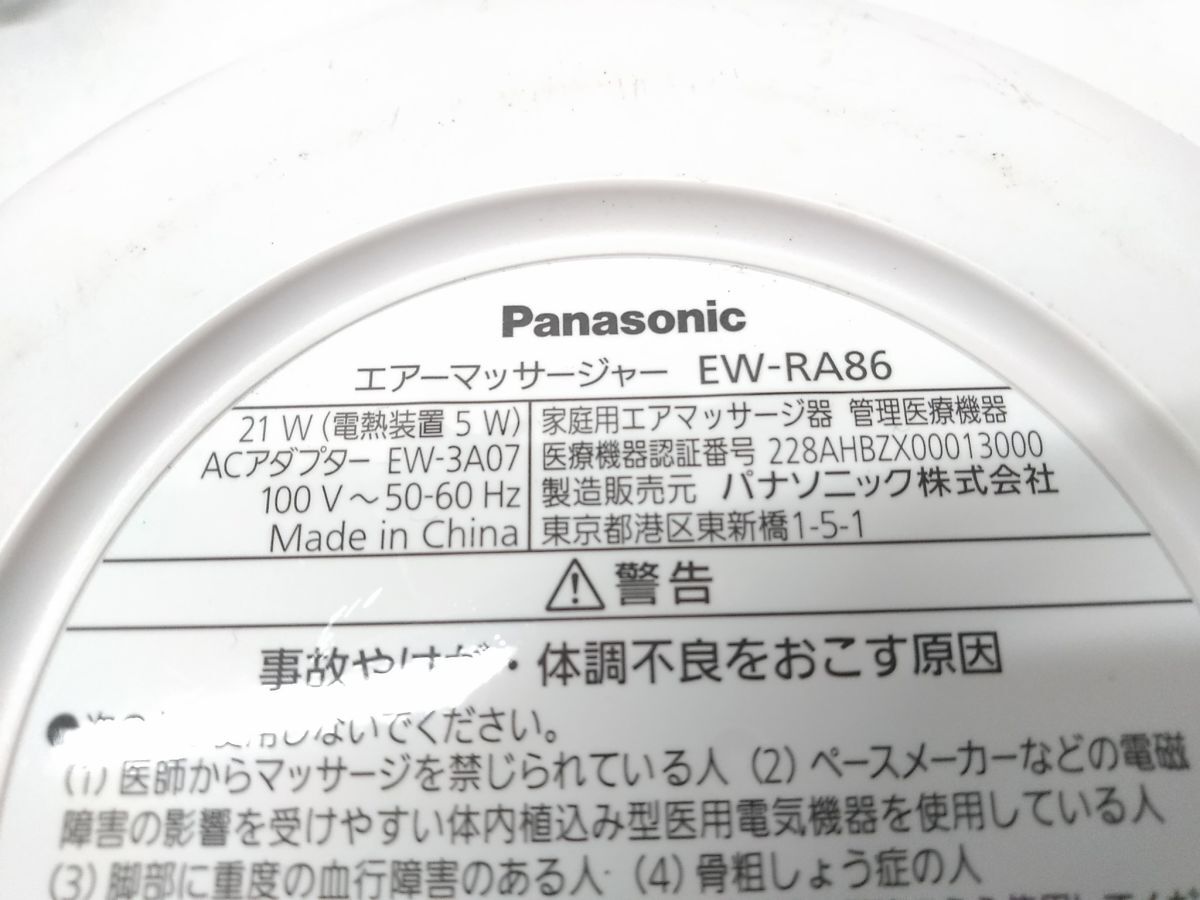 Panasonic
エアーマッサージャー EW-RA86
21 W (電熱装置 5 W)
ACアダプター EW-3A07
100 V～50-60 Hz
Made in China
家庭用エアマッサージ器 管理医療機器
医療機器認証番号 228AHBZX00013000
製造販売元 パナソニック株式会社
東京都港区東新橋1-5-1
⚠警告
事故やけが・体調不良をおこす原因
●次の 使用しないでください。
(1) 医師からマッサージを禁じられている人 (2) ペースメーカーなどの電磁
障害の影響を受けやすい体内植込み型医用電気機器を使用している人
(3) 脚部に重度の血行障害のある人 (4) 骨粗しょう症の人